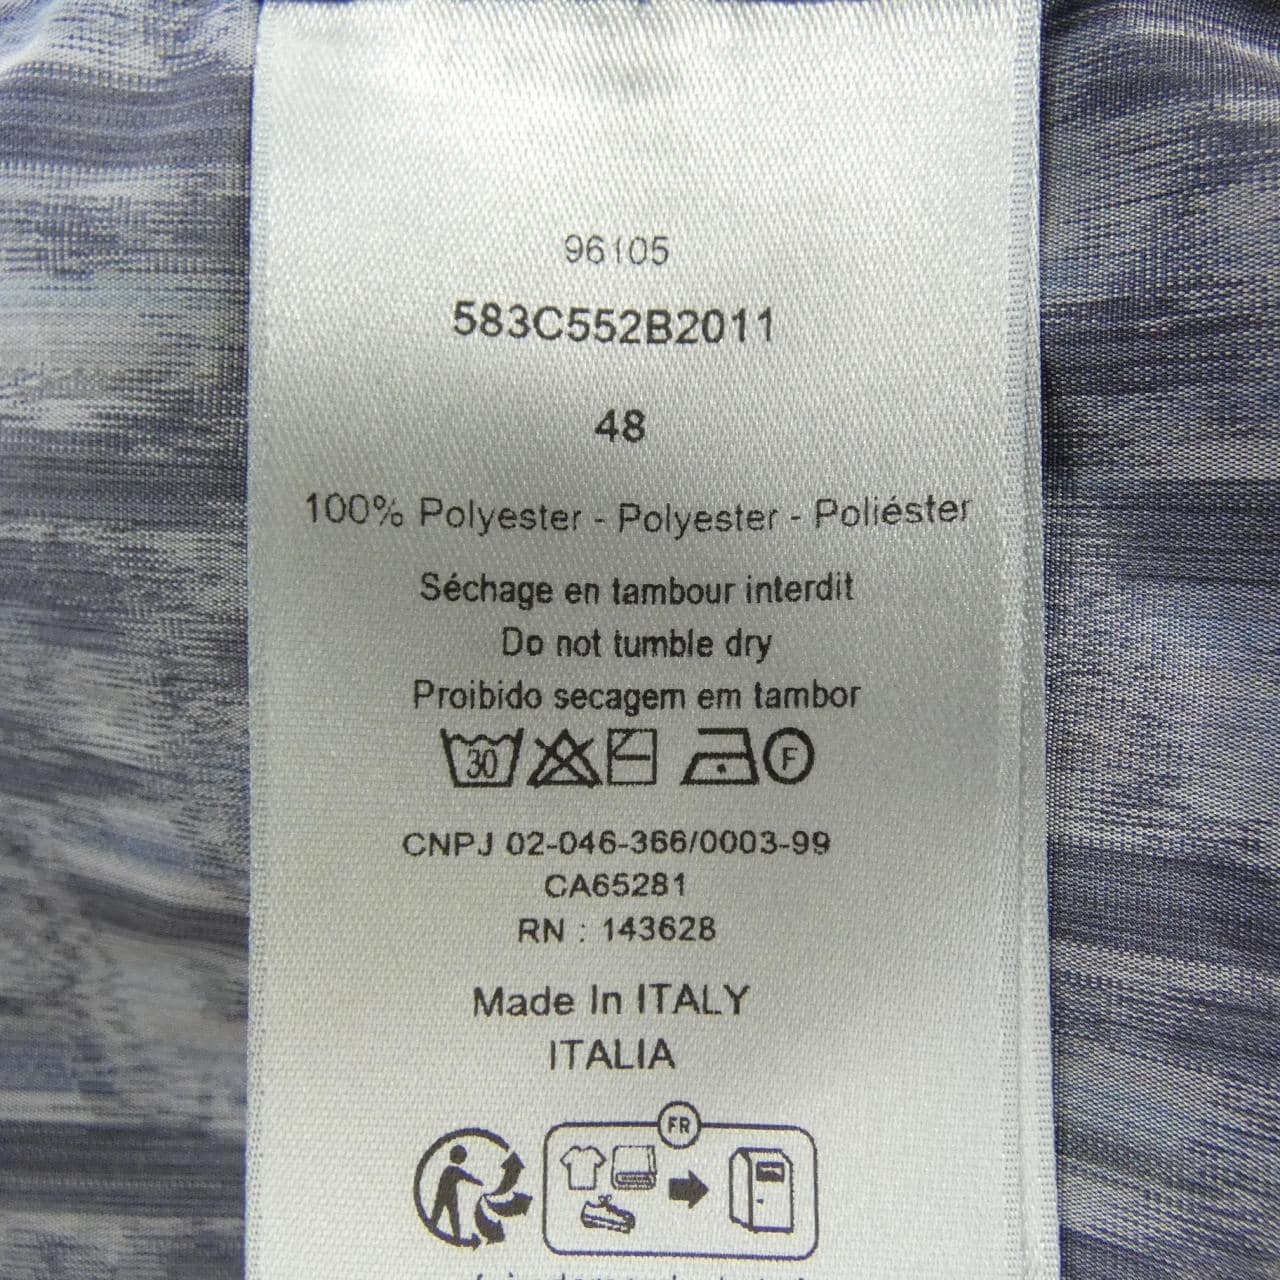 96105
583C552B2011
48
100% Polyester - Polyester - Poliéster
Séchage en tambour interdit
Do not tumble dry
Proibido secagem em tambor
30 F
CNPJ 02-046-366/0003-99
CA65281
RN : 143628
Made In ITALY
ITALIA
FR